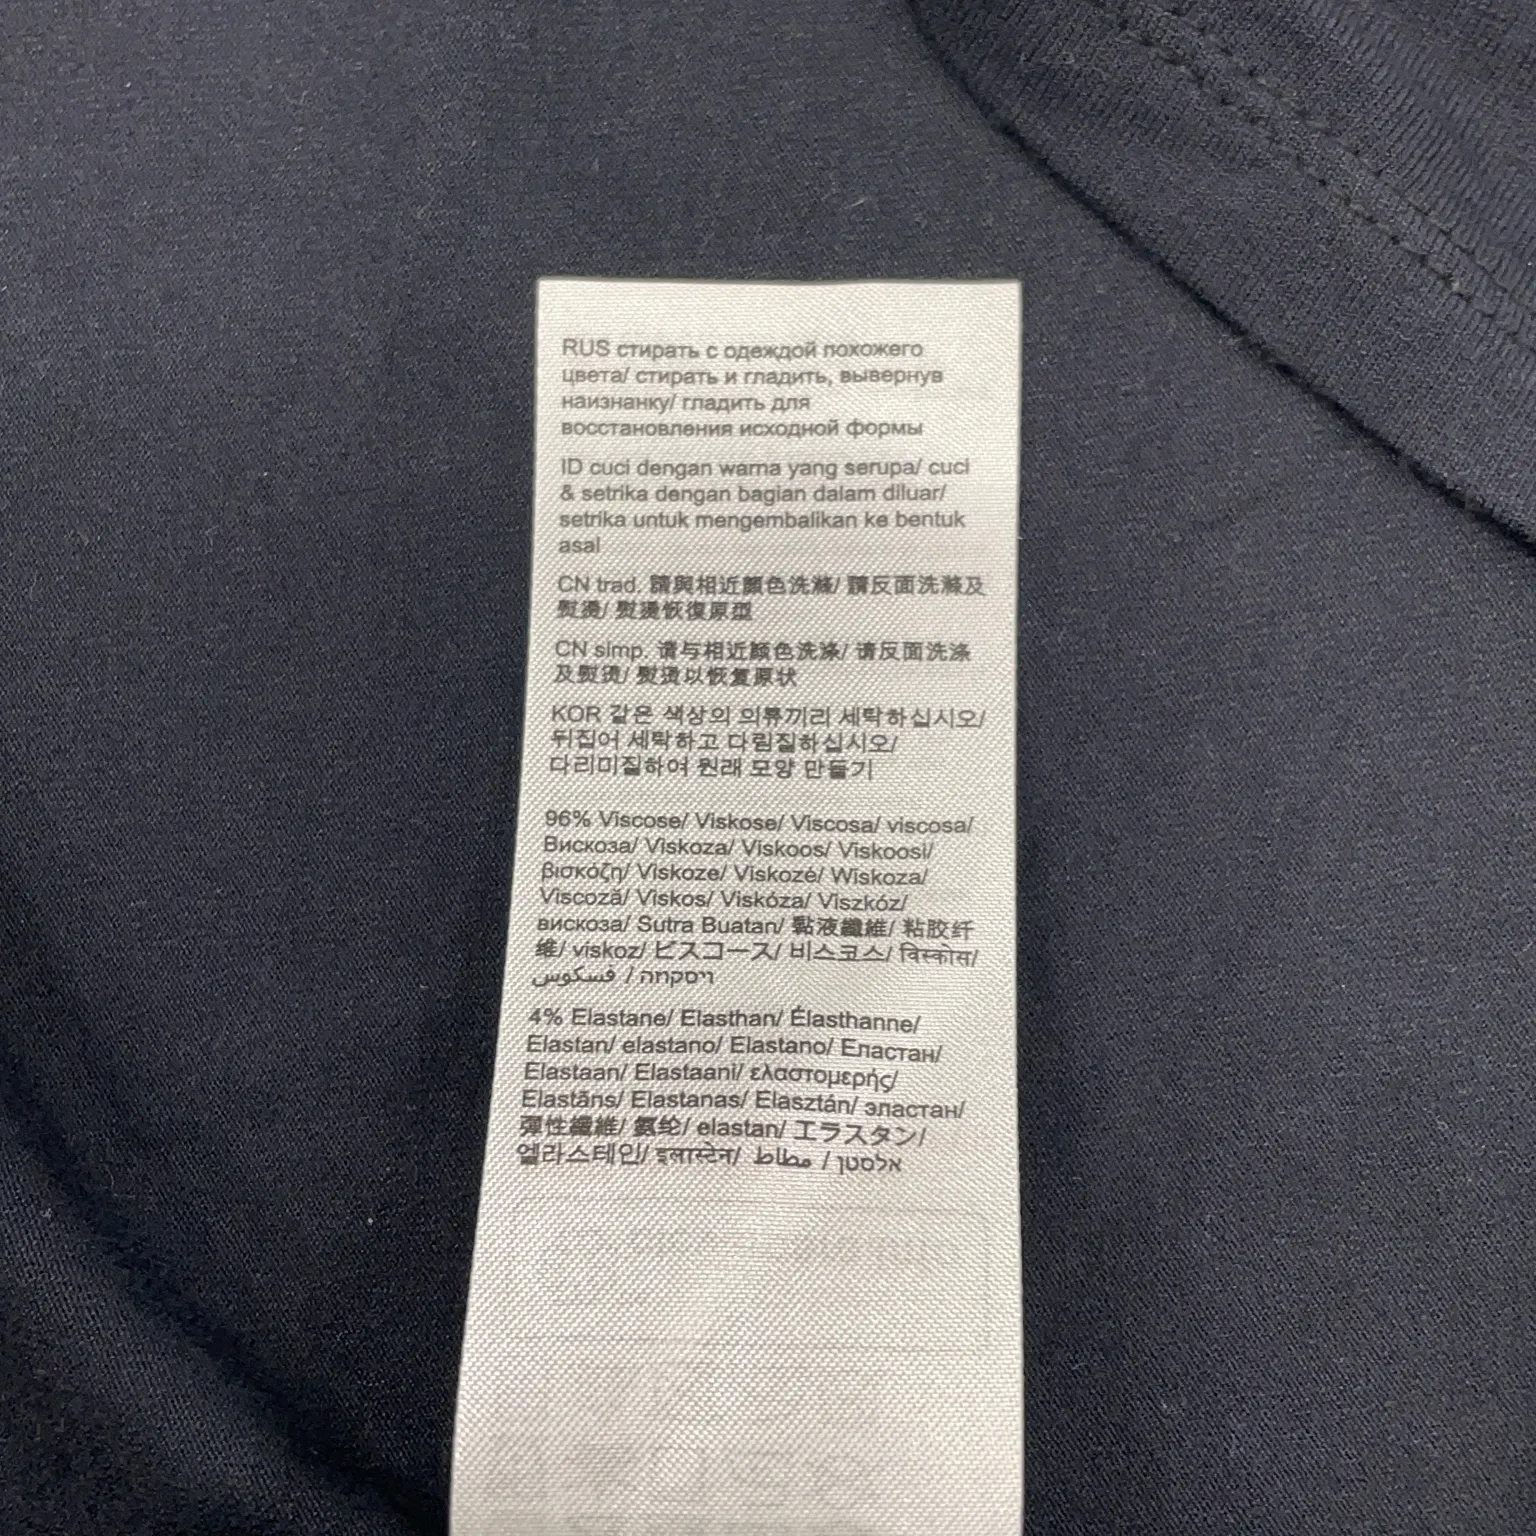 RUS стирать с одеждой похожего
цвета/ стирать и гладить, вывернув
наизнанку/ гладить для
восстановления исходной формы
ID cuci dengan warna yang serupa/ cuci
& setrika dengan bagian dalam diluar/
setrika untuk mengembalikan ke bentuk
asal
CN trad. 請與相近顏色洗滌/ 請反面洗滌及
熨燙/ 熨燙恢復原型
CN simp. 请与相近颜色洗涤/ 请反面洗涤
及熨烫/ 熨烫以恢复原状
KOR 같은 색상의 의류끼리 세탁하십시오/
뒤집어 세탁하고 다림질하십시오/
다리미질하여 원래 모양 만들기
96% Viscose/ Viskose/ Viscosa/ viscosa/
Вискоза/ Viskoza/ Viskoos/ Viskoosi/
βισκόζη/ Viskoze/ Viskozė/ Wiskoza/
Viscoză/ Viskos/ Viskóza/ Viszkóz/
вискоза/ Sutra Buatan/ 黏液纖維/ 粘胶纤
维/ viskoz/ ビスコース/ 비스코스/ विस्कोस/
فسكوس / ויסקוזה
4% Elastane/ Elasthan/ Élasthanne/
Elastan/ elastano/ Elastano/ Еластан/
Elastaan/ Elastaani/ ελαστομερής/
Elastāns/ Elastanas/ Elasztán/ эластан/
彈性纖維/ 氨纶/ elastan/ エラスタン/
엘라스테인/ इलास्टेन/ مطاط / אלסטן